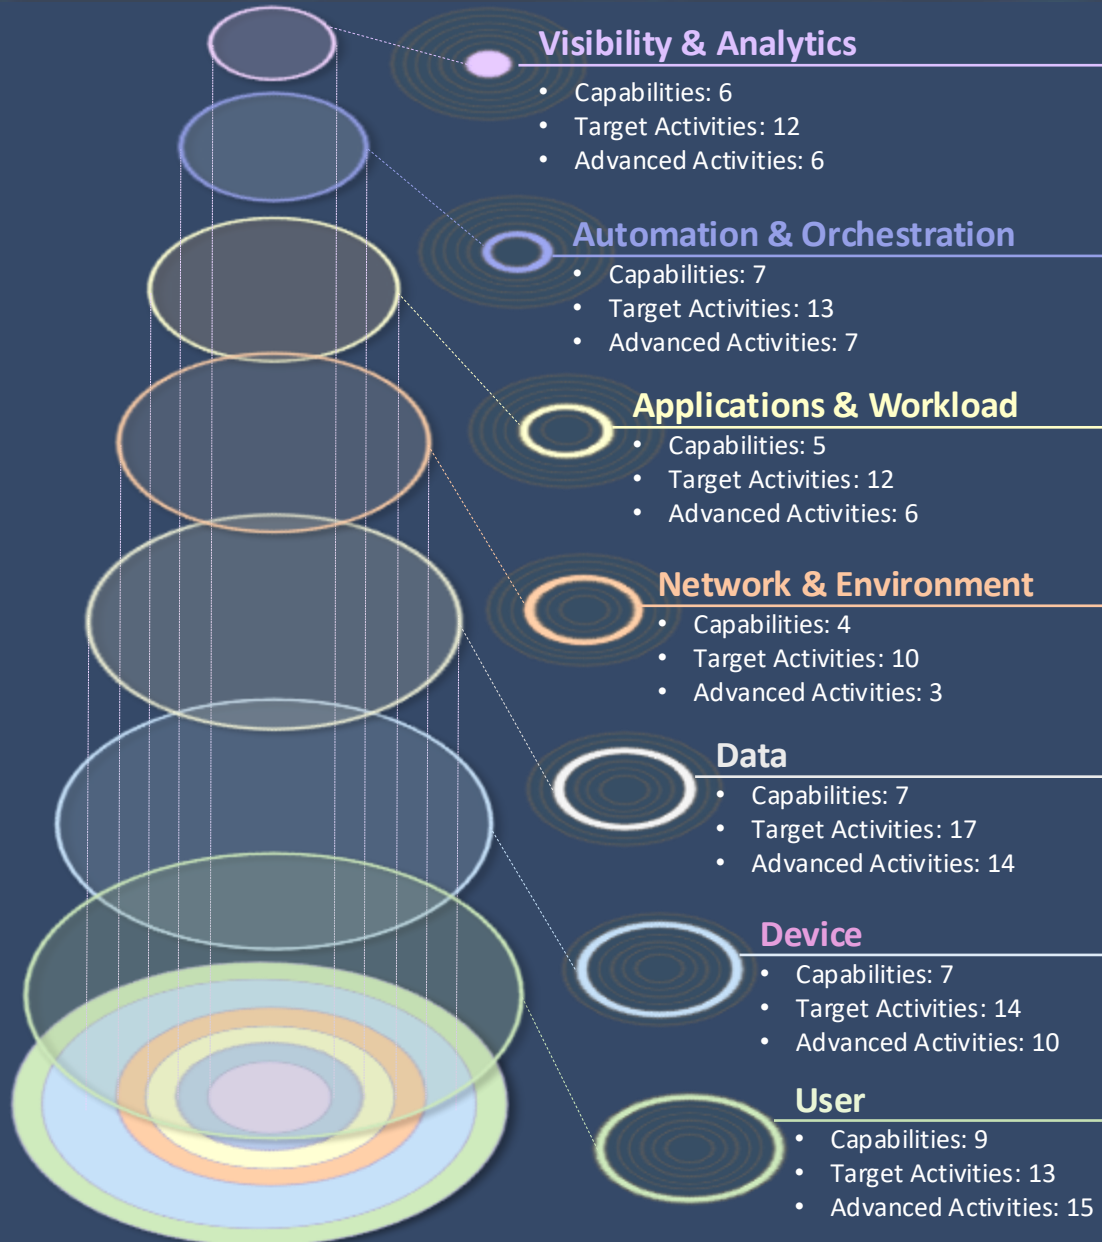 Visibility & Analytics
• Capabilities: 6
• Target Activities: 12
• Advanced Activities: 6
Automation & Orchestration
• Capabilities: 7
• Target Activities: 13
• Advanced Activities: 7
Applications & Workload
• Capabilities: 5
• Target Activities: 12
• Advanced Activities: 6
Network & Environment
• Capabilities: 4
• Target Activities: 10
• Advanced Activities: 3
Data
• Capabilities: 7
• Target Activities: 17
• Advanced Activities: 14
Device
• Capabilities: 7
• Target Activities: 14
• Advanced Activities: 10
User
• Capabilities: 9
• Target Activities: 13
• Advanced Activities: 15